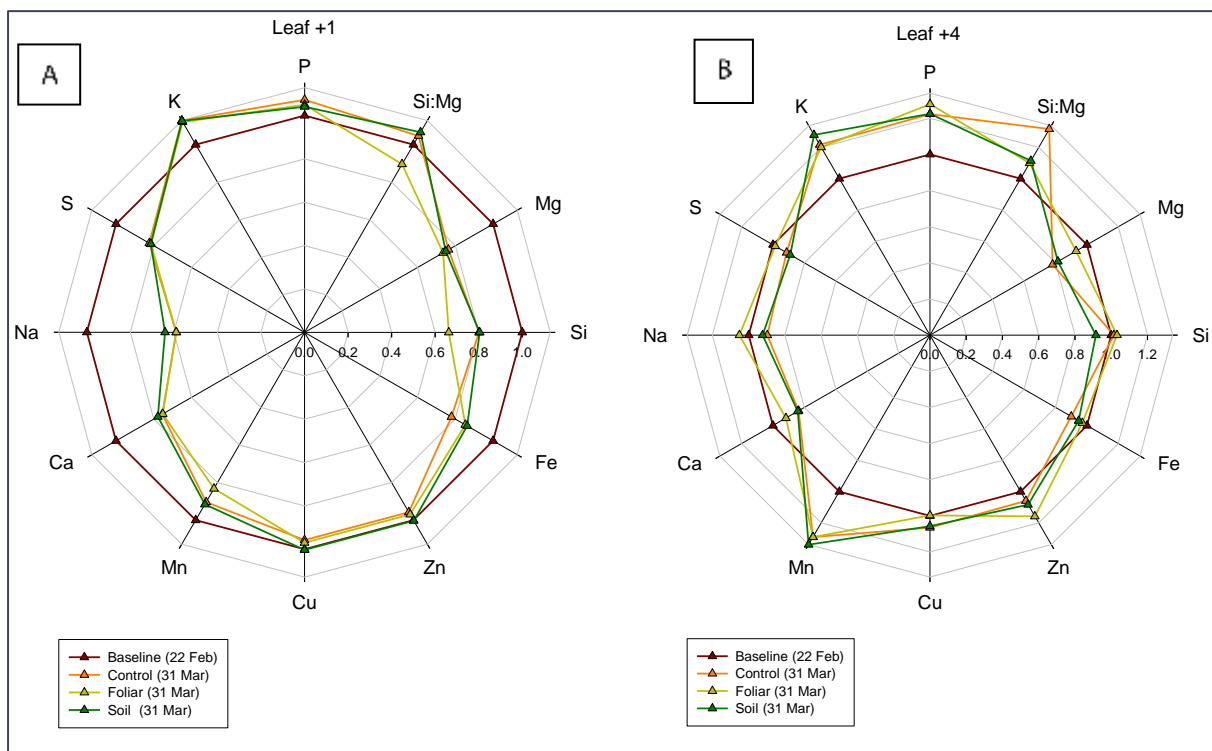 Leaf +1
A
P
K
Si:Mg
S
Mg
Na
0.0 0.2 0.4 0.6 0.8 1.0
Si
Ca
Fe
Mn
Zn
Cu
Baseline (22 Feb)
Control (31 Mar)
Foliar (31 Mar)
Soil (31 Mar)
Leaf +4
B
P
K
Si:Mg
S
Mg
Na
0.0 0.2 0.4 0.6 0.8 1.0 1.2
Si
Ca
Fe
Mn
Zn
Cu
Baseline (22 Feb)
Control (31 Mar)
Foliar (31 Mar)
Soil (31 Mar)